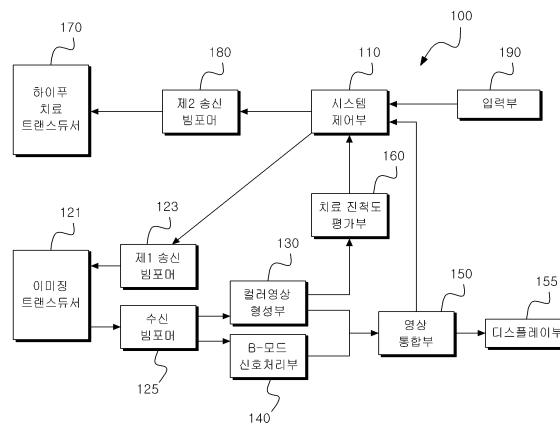 100
170
하이푸
치료
트랜스듀서
180
제2 송신
빔포머
110
시스템
제어부
190
입력부
160
치료 진척도
평가부
121
이미징
트랜스듀서
123
제1 송신
빔포머
130
컬러영상
형성부
150
영상
통합부
155
디스플레이부
수신
빔포머
125
B-모드
신호처리부
140